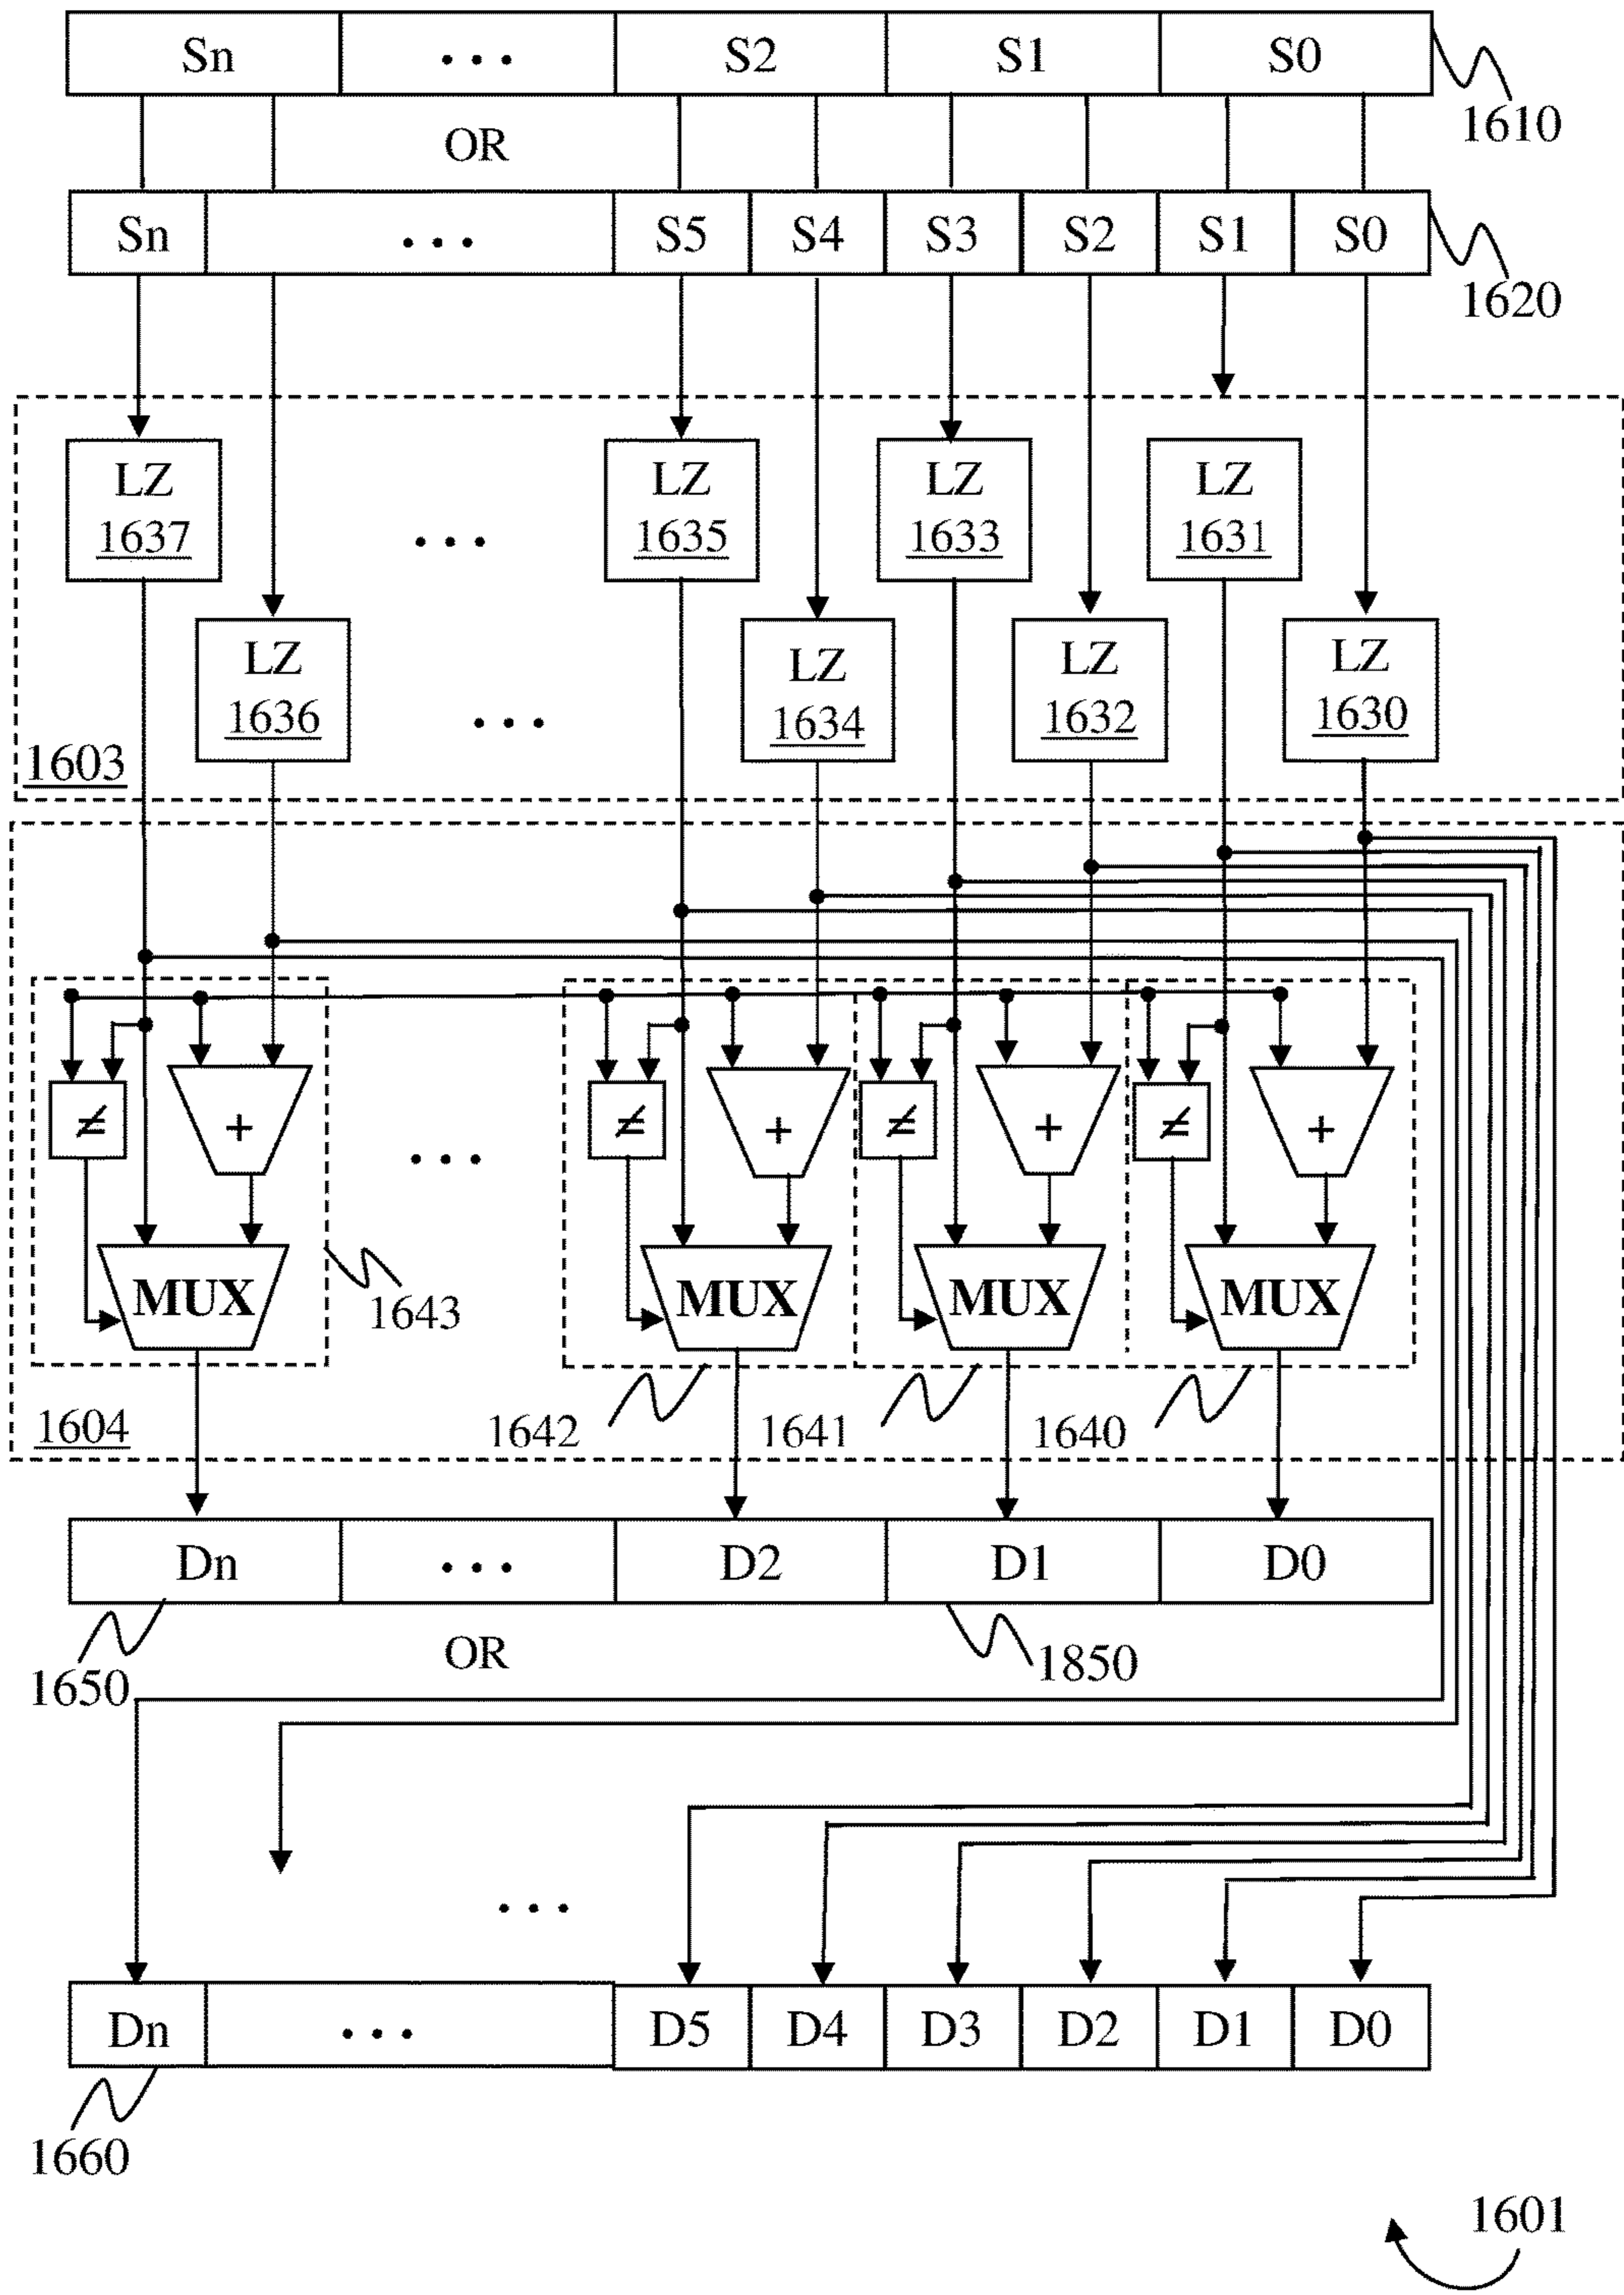 Sn ... S2 S1 S0
1610
OR
Sn ... S5 S4 S3 S2 S1 S0
1620
LZ LZ LZ LZ
1637 ... 1635 1633 1631
LZ LZ LZ LZ
1636 ... 1634 1632 1630
1603
≠ + ... ≠ + ≠ + ≠ +
MUX MUX MUX MUX
1643
1604 1642 1641 1640
Dn ... D2 D1 D0
1650 OR 1850
...
Dn ... D5 D4 D3 D2 D1 D0
1660
1601